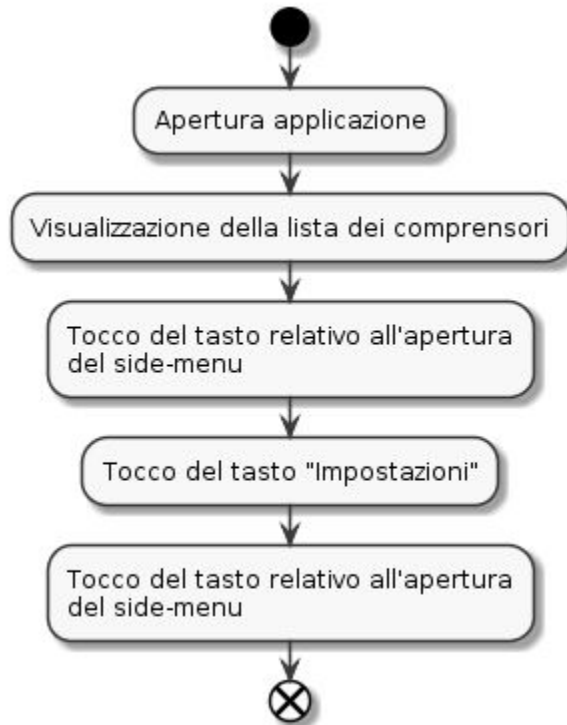 Apertura applicazione
Visualizzazione della lista dei comprensori
Tocco del tasto relativo all'apertura
del side-menu
Tocco del tasto "Impostazioni"
Tocco del tasto relativo all'apertura
del side-menu